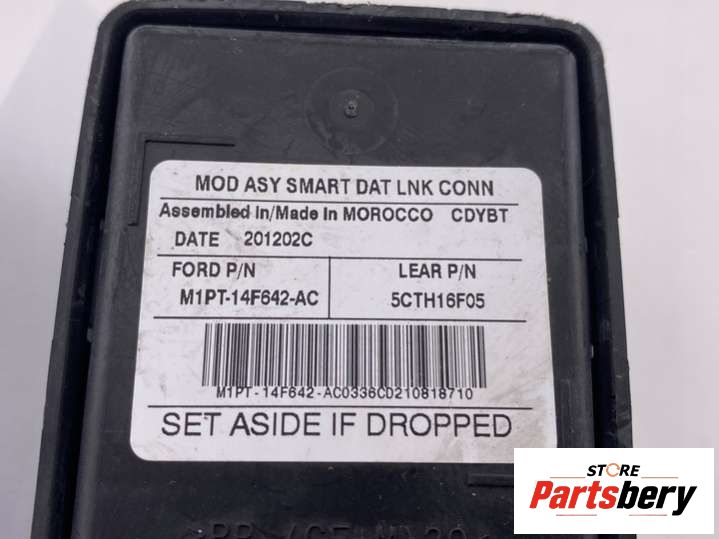 MOD ASY SMART DAT LNK CONN
Assembled In/Made In MOROCCO CDYBT
DATE 201202C
FORD P/N LEAR P/N
M1PT-14F642-AC 5CTH16F05
M1PT-14F642-AC0336CD210818710
SET ASIDE IF DROPPED
STORE
Partsbery